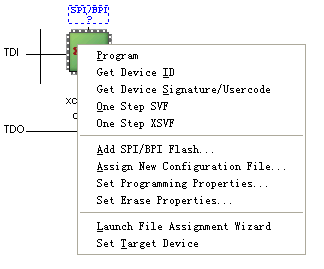 SPI/BPI
?
TDI
Program
Get Device ID
Get Device Signature/Usercode
xc
One Step SVF
TDO
One Step XSVF
Add SPI/BPI Flash...
Assign New Configuration File...
Set Programming Properties...
Set Erase Properties...
Launch File Assignment Wizard
Set Target Device